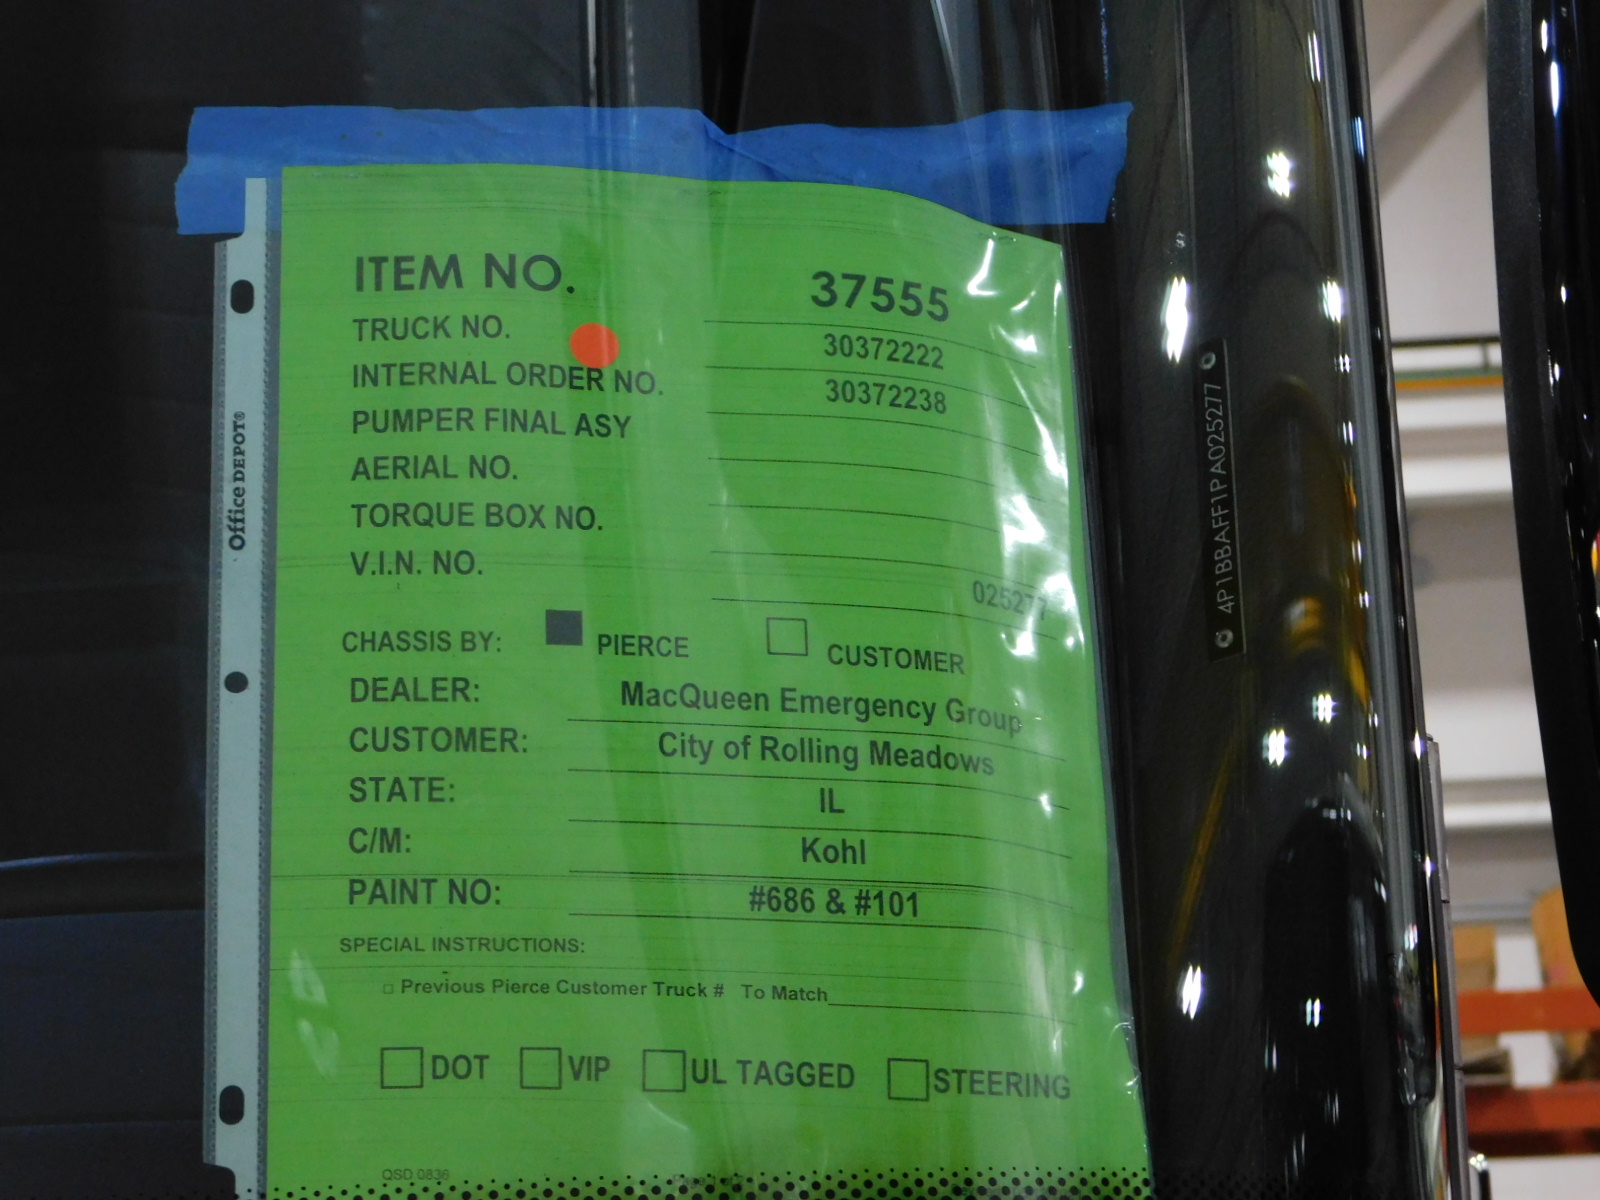 ITEM NO. 37555
TRUCK NO. 30372222
INTERNAL ORDER NO. 30372238
PUMPER FINAL ASY
AERIAL NO.
TORQUE BOX NO.
V.I.N. NO. 025277
CHASSIS BY: PIERCE CUSTOMER
DEALER: MacQueen Emergency Group
CUSTOMER: City of Rolling Meadows
STATE: IL
C/M: Kohl
PAINT NO: #686 & #101
SPECIAL INSTRUCTIONS:
Previous Pierce Customer Truck # To Match
DOT VIP UL TAGGED STEERING
QSD.0836
Office DEPOT®
4P1BBAFF1PA025277